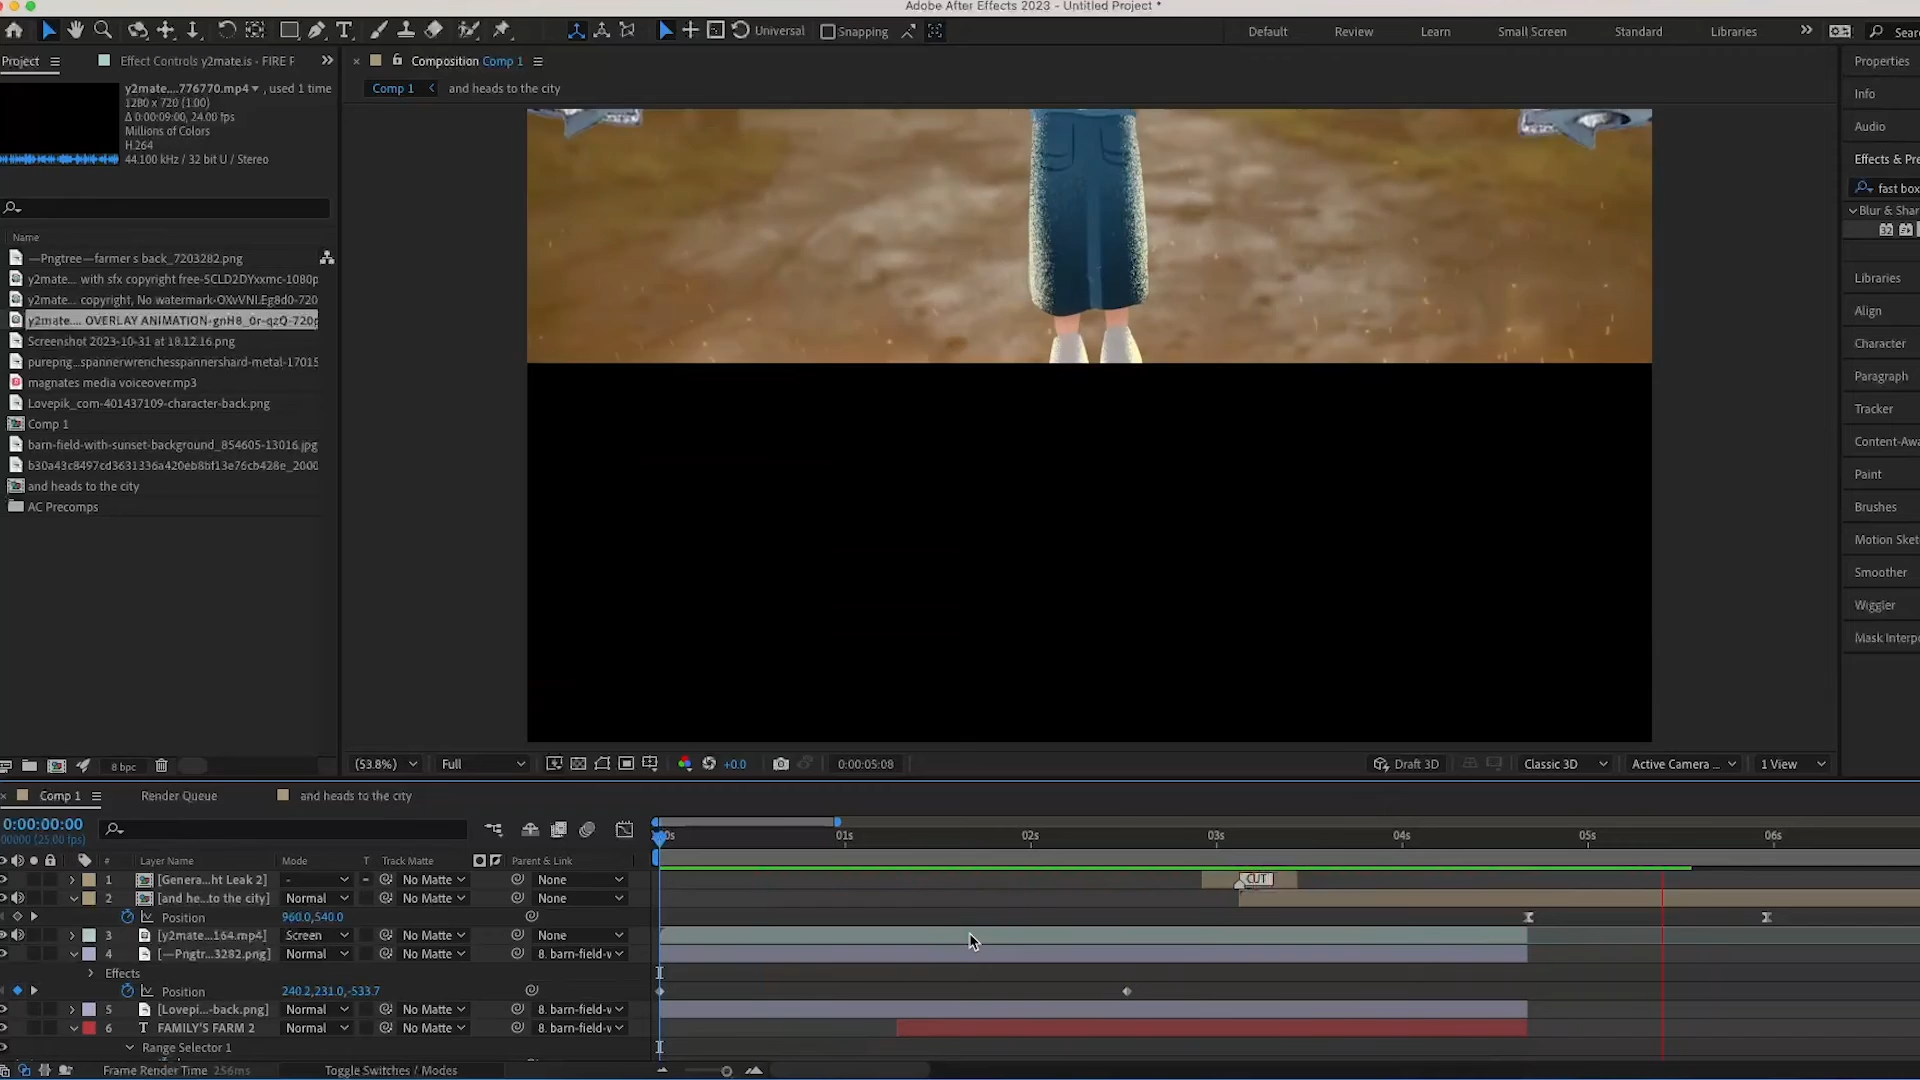 Adobe After Effects 2023 - Untitled Project *
Universal
Snapping
Default
Review
Learn
Small Screen
Standard
Libraries
Sear
Project
Effect Controls y2mate.is - FIRE F
Composition Comp 1
Comp 1
and heads to the city
y2mate....776770.mp4 , used 1 time
1280 x 720 (1.00)
Δ 0:00:09:00, 24.00 fps
Millions of Colors
H.264
44.100 kHz / 32 bit U / Stereo
Name
—Pngtree—farmer s back_7203282.png
y2mate... with sfx copyright free-5CLD2DYxxmc-1080p
y2mate... copyright, No watermark-OXvVNLEg8d0-720
y2mate.... OVERLAY ANIMATION-gnH8_0r-qzQ-720p
Screenshot 2023-10-31 at 18.12.16.png
purepng...spannerwrenchesspannershard-metal-17015
magnates media voiceover.mp3
Lovepik_com-401437109-character-back.png
Comp 1
barn-field-with-sunset-background_854605-13016.jpg
b30a43c8497cd3631336a420eb8bf13e76cb428e_2000
and heads to the city
AC Precomps
8 bpc
(53.8%)
Full
+0.0
0:00:05:08
Draft 3D
Classic 3D
Active Camera ...
1 View
Properties
Info
Audio
Effects & Pre
fast box
Blur & Shar
32
Libraries
Align
Character
Paragraph
Tracker
Content-Awa
Paint
Brushes
Motion Sket
Smoother
Wiggler
Mask Interpo
Comp 1
Render Queue
and heads to the city
0:00:00:00
00000 (25.00 fps)
01s
02s
03s
04s
05s
06s
#
Layer Name
Mode
T
Track Matte
Parent & Link
1
[Genera...ht Leak 2]
-
No Matte
None
CUT
2
[and he...to the city]
Normal
No Matte
None
Position
960.0,540.0
3
[y2mate...164.mp4]
Screen
No Matte
None
4
[—Pngtr...3282.png]
Normal
No Matte
8. barn-field-v
Effects
Position
240.2,231.0,-533.7
5
[Lovepi...-back.png]
Normal
No Matte
8. barn-field-v
6
T
FAMILY'S FARM 2
Normal
No Matte
8. barn-field-v
Range Selector 1
Frame Render Time 256ms
Toggle Switches / Modes